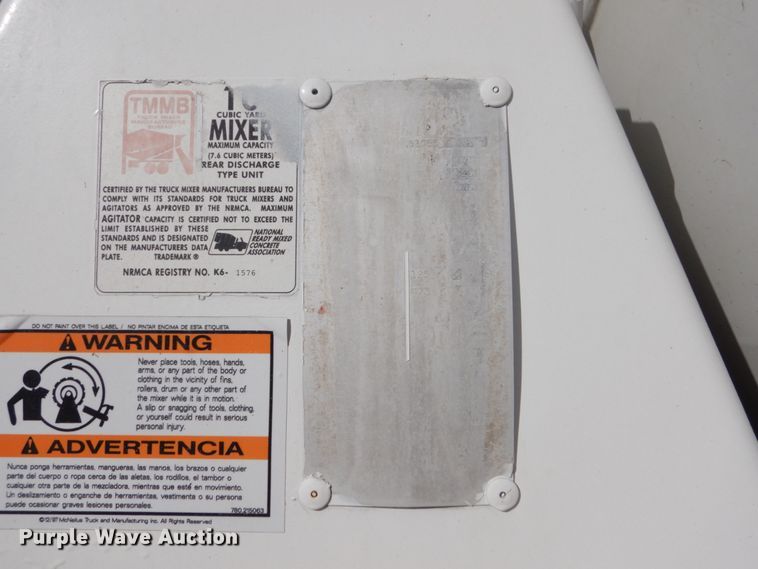 TMMB
TRUCK MIXER
MANUFACTURERS
BUREAU
10
CUBIC YARD
MIXER
MAXIMUM CAPACITY
(7.6 CUBIC METERS)
REAR DISCHARGE
TYPE UNIT
CERTIFIED BY THE TRUCK MIXER MANUFACTURERS BUREAU TO
COMPLY WITH ITS STANDARDS FOR TRUCK MIXERS AND
AGITATORS AS APPROVED BY THE NRMCA. MAXIMUM
AGITATOR CAPACITY IS CERTIFIED NOT TO EXCEED THE
LIMIT ESTABLISHED BY THESE
STANDARDS AND IS DESIGNATED
ON THE MANUFACTURERS DATA
PLATE. TRADEMARK ®
NATIONAL
READY MIXED
CONCRETE
ASSOCIATION
NRMCA REGISTRY NO. K6- 1576
DO NOT PAINT OVER THIS LABEL / NO PINTAR ENCIMA DE ESTA ETIQUETA
WARNING
Never place tools, hoses, hands,
arms, or any part of the body or
clothing in the vicinity of fins,
rollers, drum or any other part of
the mixer while it is in motion.
A slip or snagging of tools, clothing,
or yourself could result in serious
personal injury.
ADVERTENCIA
Nunca ponga herramientas, mangueras, las manos, los brazos o cualquier
parte del cuerpo o ropa cerca de las aletas, los rodillos, el tambor o
cualquier otra parte de la mezcladora, mientras que esté en movimiento.
Un deslizamiento o enganche de herramientas, vestimenta o su persona
puede ocasionar graves lesiones personales.
780.215063
©12/97 McNeilus Truck and Manufacturing Inc. All Rights Reserved
Purple Wave Auction